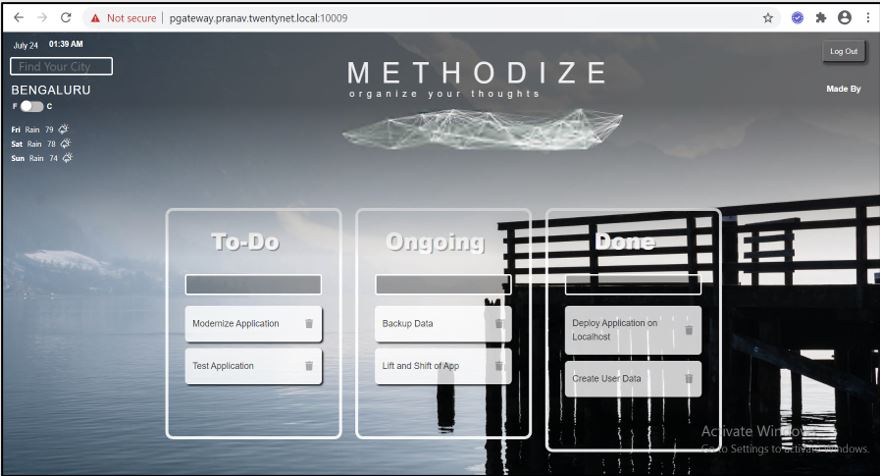 Not secure | pgateway.pranav.twentynet.local:10009
July 24 01:39 AM
Find Your City
BENGALURU
F C
Fri Rain 79
Sat Rain 78
Sun Rain 74
METHODIZE
organize your thoughts
Log Out
Made By
To-Do
Modernize Application
Test Application
Ongoing
Backup Data
Lift and Shift of App
Done
Deploy Application on
Localhost
Create User Data
Activate Windows
Go to Settings to activate Windows.